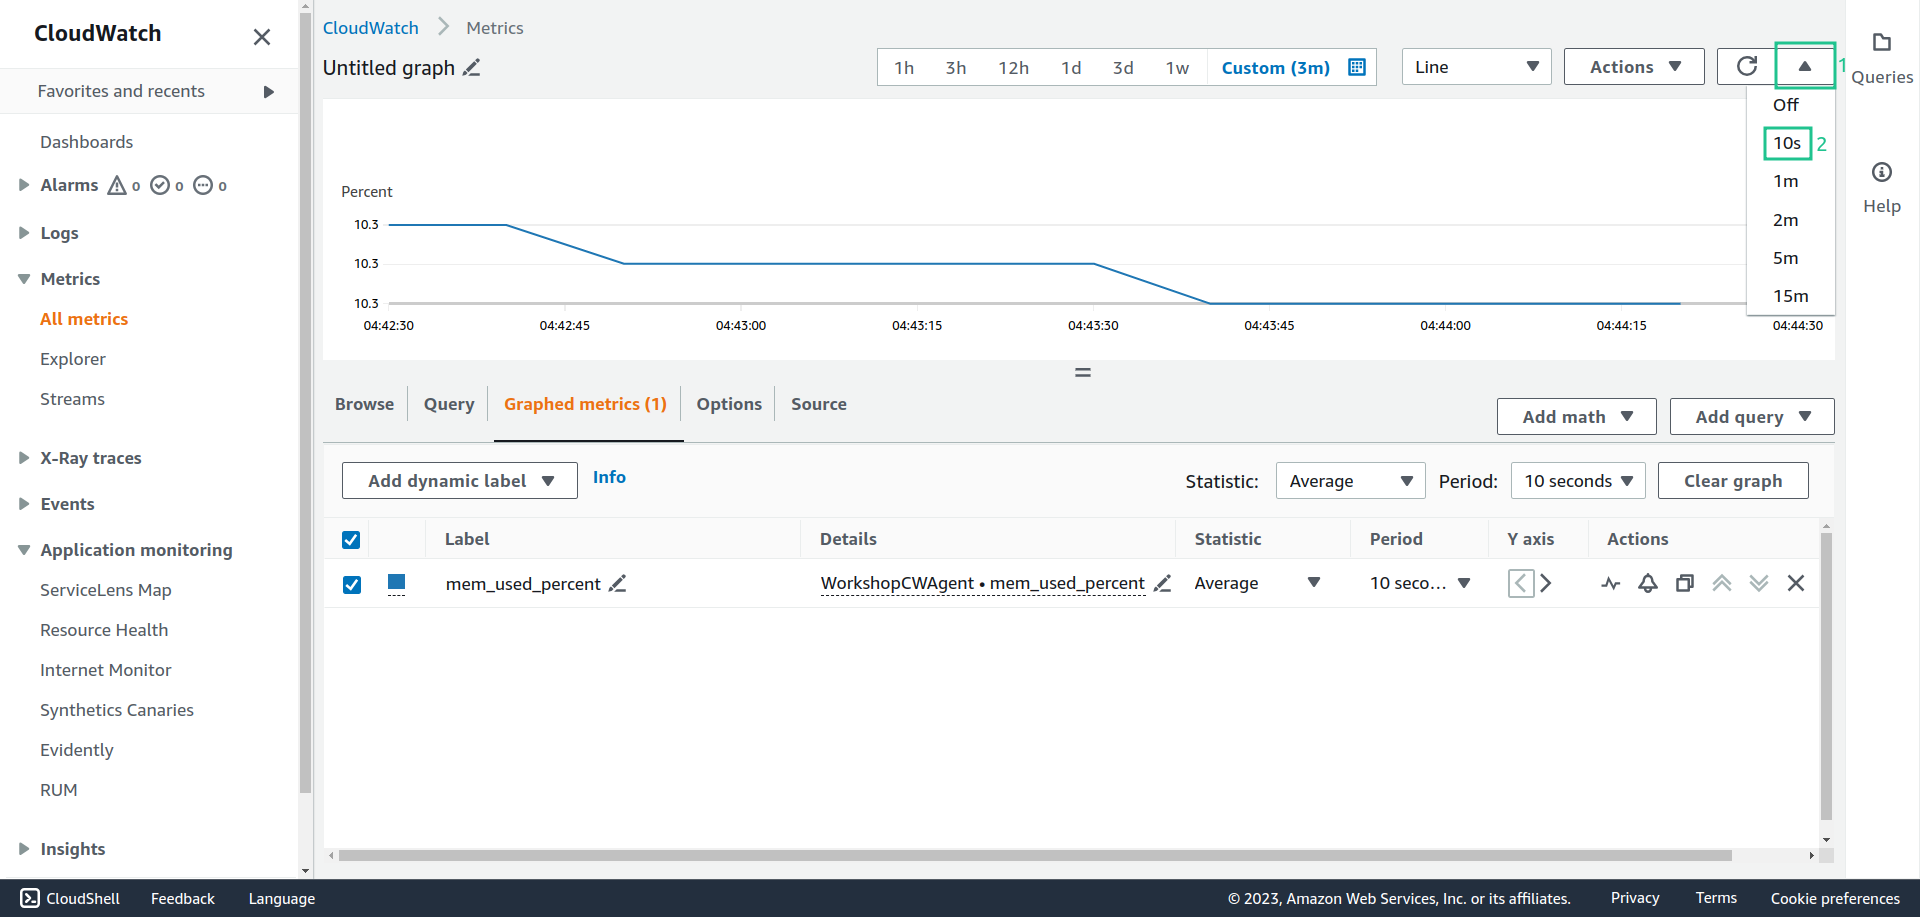 CloudWatch
Favorites and recents
Dashboards
Alarms 0 0 0
Logs
Metrics
All metrics
Explorer
Streams
X-Ray traces
Events
Application monitoring
ServiceLens Map
Resource Health
Internet Monitor
Synthetics Canaries
Evidently
RUM
Insights
CloudWatch Metrics
Untitled graph
1h 3h 12h 1d 3d 1w Custom (3m)
Line
Actions
1
Off
10s 2
1m
2m
5m
15m
Queries
Help
Percent
10.3
10.3
10.3
04:42:30 04:42:45 04:43:00 04:43:15 04:43:30 04:43:45 04:44:00 04:44:15 04:44:30
Browse Query Graphed metrics (1) Options Source
Add math Add query
Add dynamic label Info
Statistic: Average Period: 10 seconds Clear graph
Label Details Statistic Period Y axis Actions
mem_used_percent WorkshopCWAgent • mem_used_percent Average 10 seco...
CloudShell Feedback Language
© 2023, Amazon Web Services, Inc. or its affiliates. Privacy Terms Cookie preferences